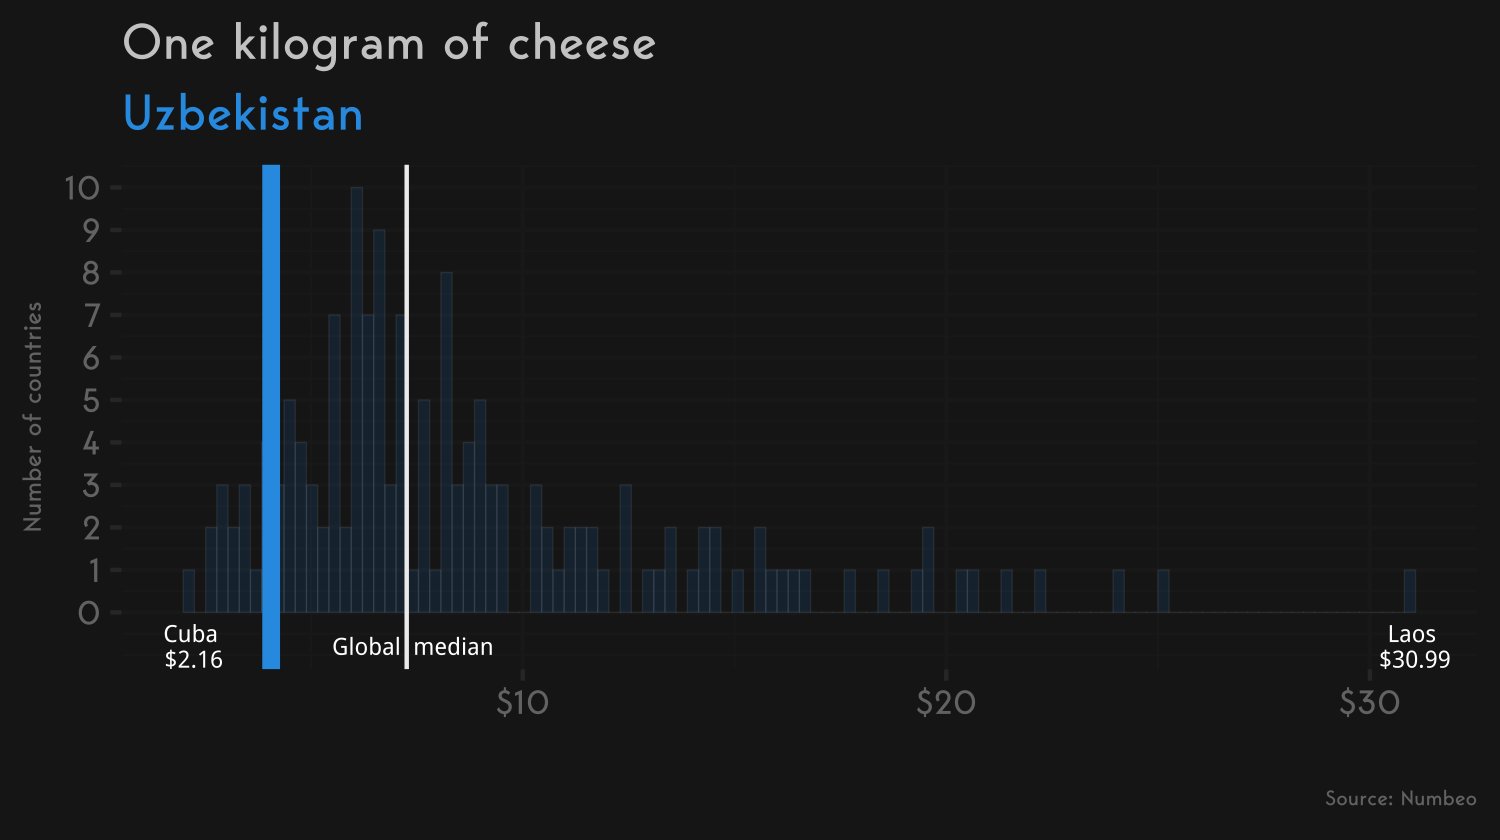 One kilogram of cheese
Uzbekistan
Number of countries
10
9
8
7
6
5
4
3
2
1
0
Cuba
$2.16
Global median
Laos
$30.99
$10
$20
$30
Source: Numbeo